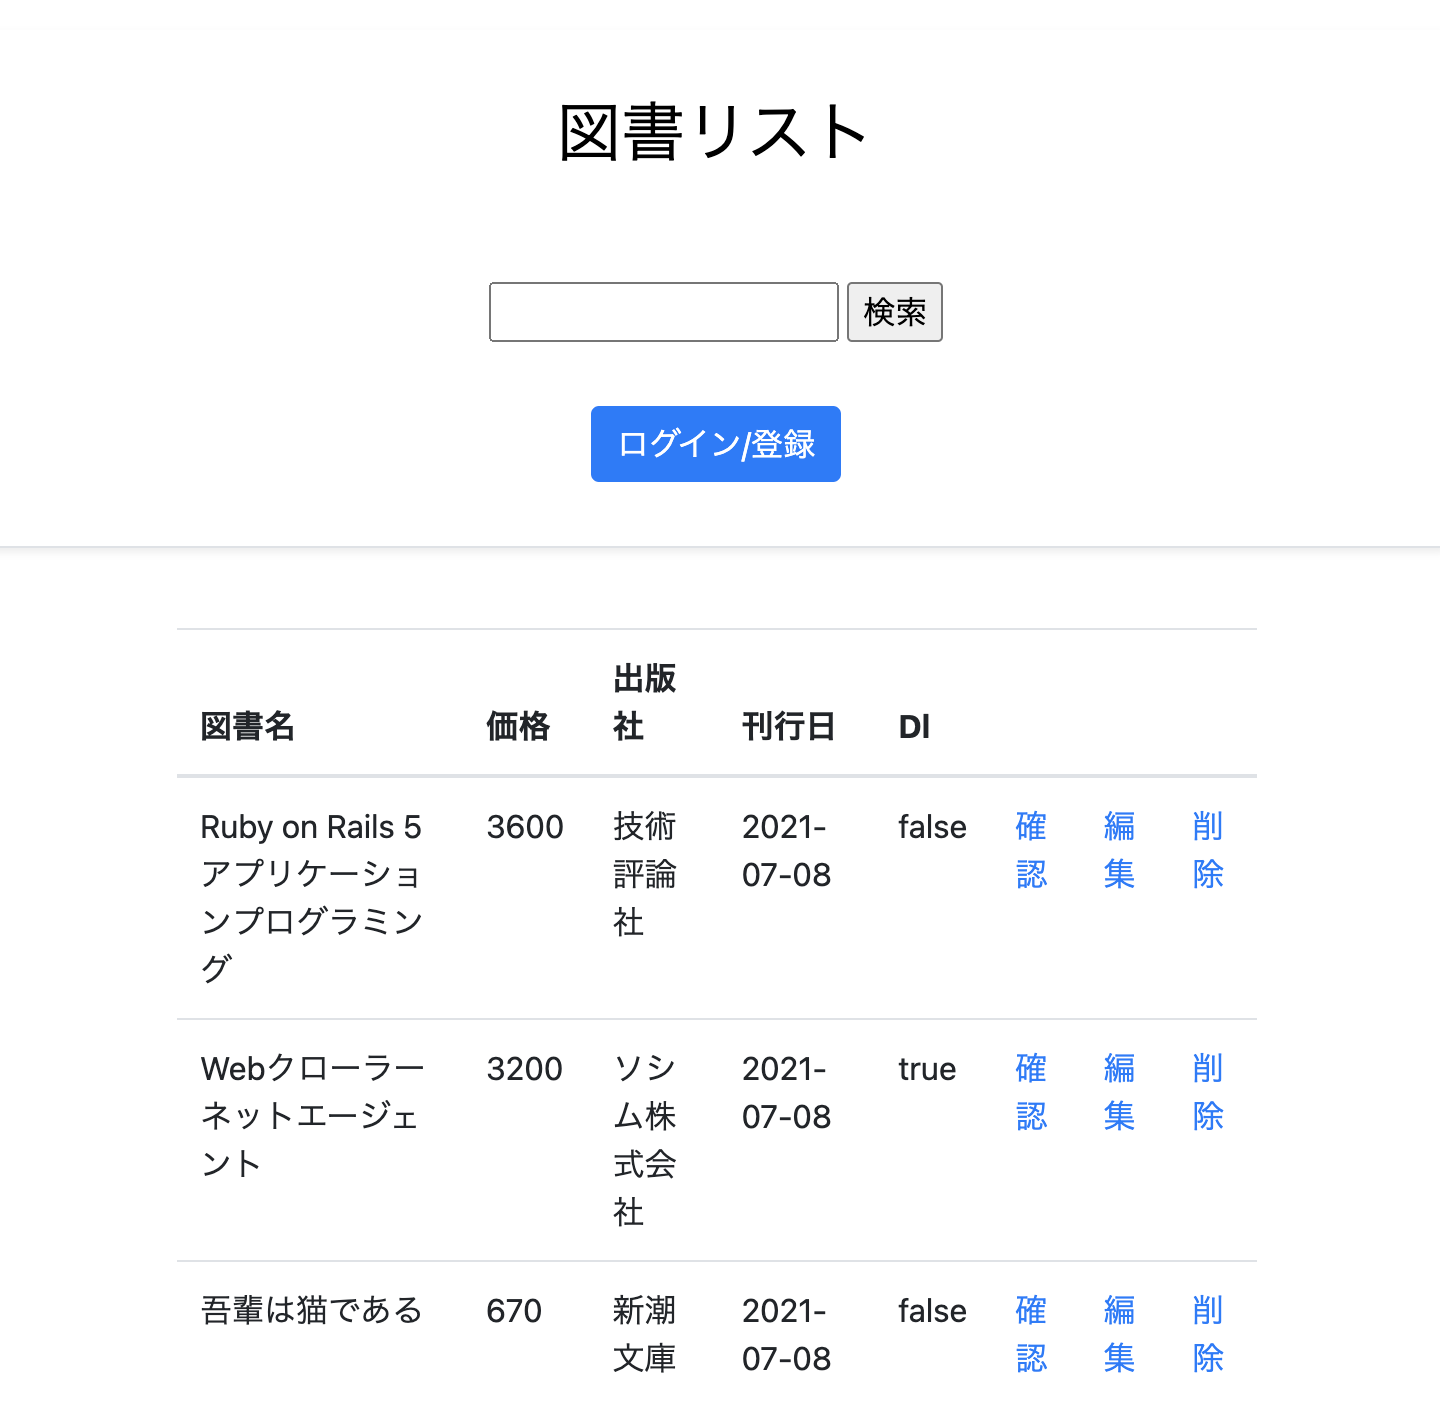 図書リスト
検索
ログイン/登録
図書名 価格 出版 刊行日 Dl
社
Ruby on Rails 5 3600 技術 2021- false 確 編 削
アプリケーショ 評論 07-08 認 集 除
ンプログラミン 社
グ
Webクローラー 3200 ソシ 2021- true 確 編 削
ネットエージェ ム株 07-08 認 集 除
ント 式会
社
吾輩は猫である 670 新潮 2021- false 確 編 削
文庫 07-08 認 集 除